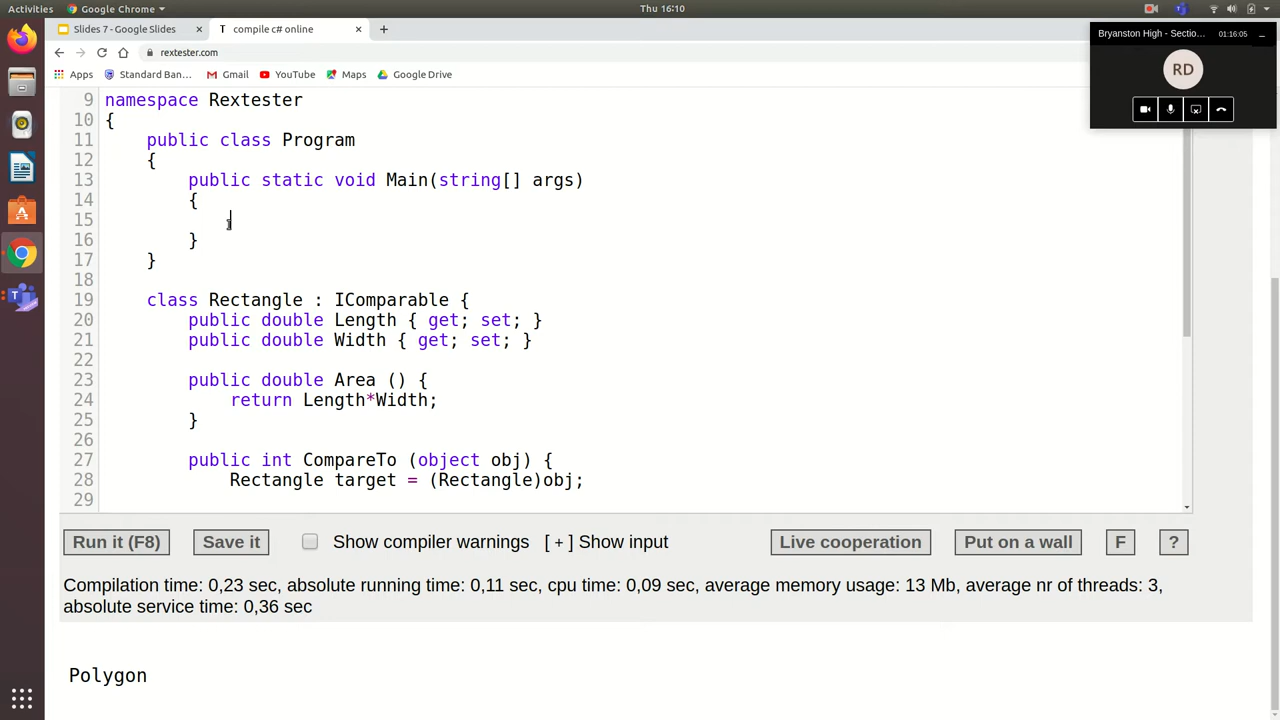 Activities
Google Chrome
Thu 16:10
Slides 7 - Google Slides
compile c# online
rextester.com
Apps
Standard Ban...
Gmail
YouTube
Maps
Google Drive
Bryanston High - Sectio...
01:16:05
RD
9 namespace Rextester
10 {
11 public class Program
12 {
13 public static void Main(string[] args)
14 {
15
16 }
17 }
18
19 class Rectangle : IComparable {
20 public double Length { get; set; }
21 public double Width { get; set; }
22
23 public double Area () {
24 return Length*Width;
25 }
26
27 public int CompareTo (object obj) {
28 Rectangle target = (Rectangle)obj;
29
Run it (F8)
Save it
Show compiler warnings
[ + ] Show input
Live cooperation
Put on a wall
F
?
Compilation time: 0,23 sec, absolute running time: 0,11 sec, cpu time: 0,09 sec, average memory usage: 13 Mb, average nr of threads: 3,
absolute service time: 0,36 sec
Polygon